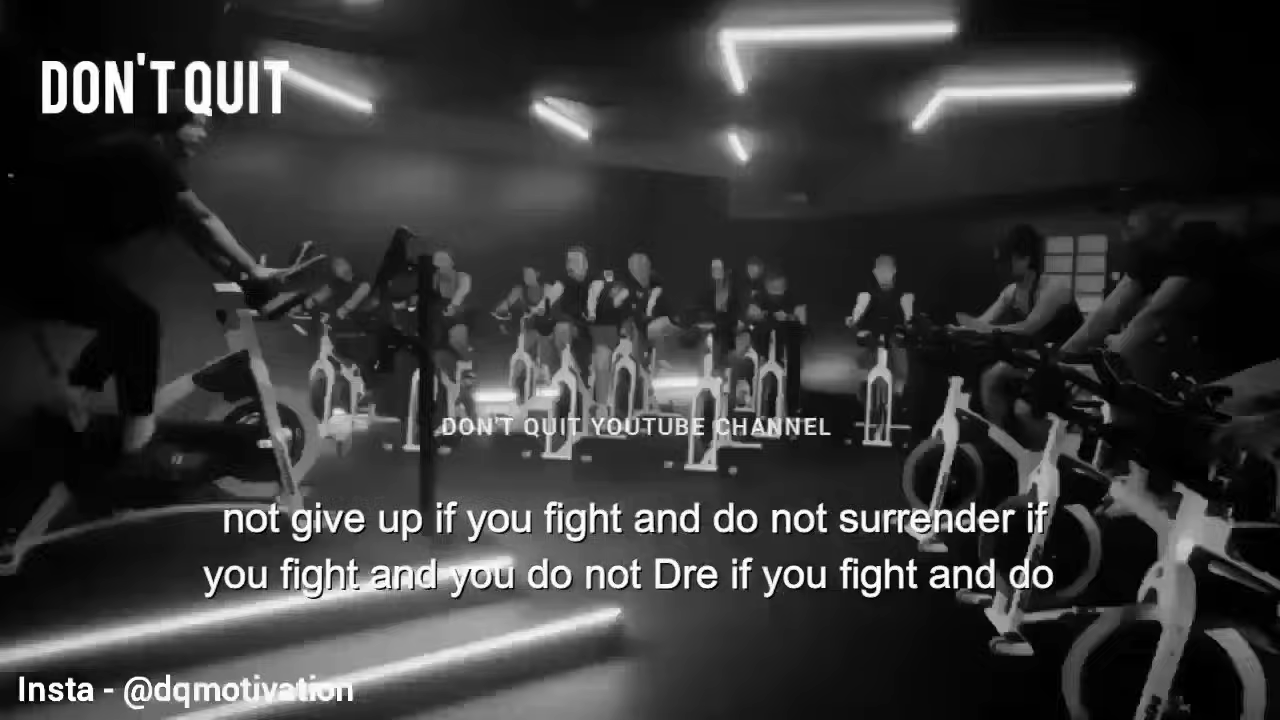 DON'T QUIT
DON'T QUIT YOUTUBE CHANNEL
not give up if you fight and do not surrender if
you fight and you do not Dre if you fight and do
Insta - @dqmotivation